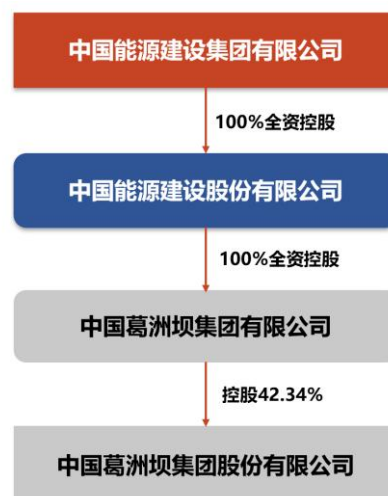 中国能源建设集团有限公司
100%全资控股
中国能源建设股份有限公司
100%全资控股
中国葛洲坝集团有限公司
控股42.34%
中国葛洲坝集团股份有限公司